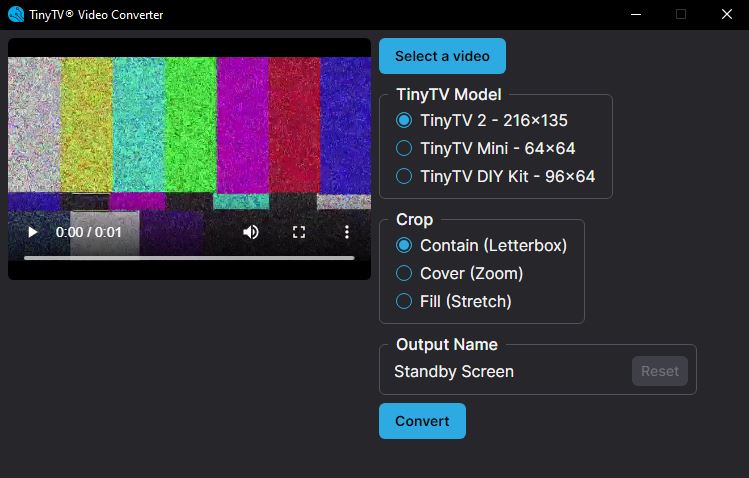 TinyTV® Video Converter
Select a video
TinyTV Model
TinyTV 2 - 216×135
TinyTV Mini - 64×64
TinyTV DIY Kit - 96×64
0:00 / 0:01
Crop
Contain (Letterbox)
Cover (Zoom)
Fill (Stretch)
Output Name
Standby Screen
Reset
Convert